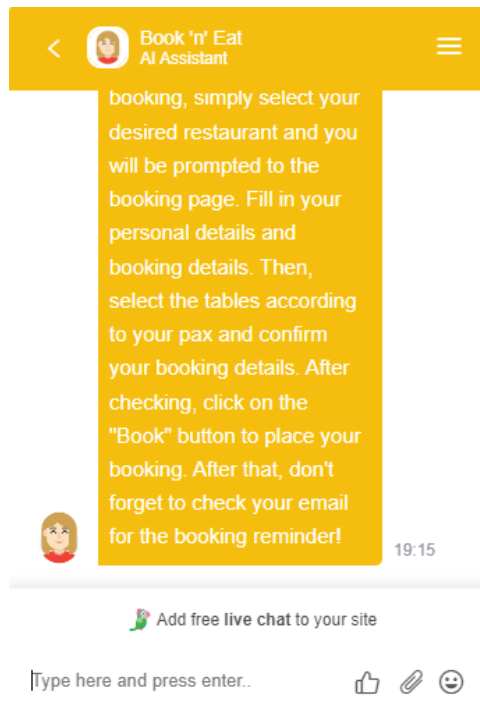 Book 'n' Eat
AI Assistant
booking, simply select your
desired restaurant and you
will be prompted to the
booking page. Fill in your
personal details and
booking details. Then,
select the tables according
to your pax and confirm
your booking details. After
checking, click on the
"Book" button to place your
booking. After that, don't
forget to check your email
for the booking reminder!
19:15
Add free live chat to your site
Type here and press enter..